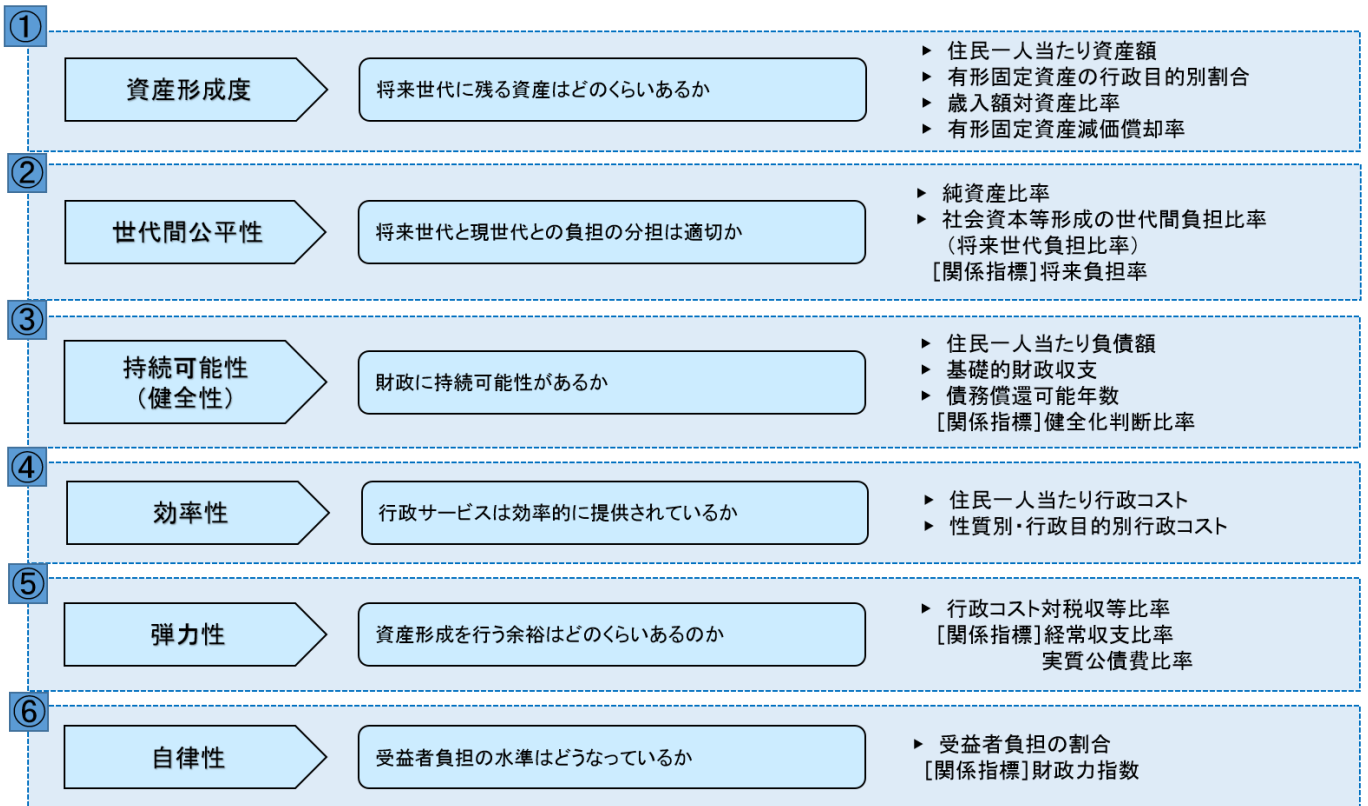 ①
資産形成度
将来世代に残る資産はどのくらいあるか
▶ 住民一人当たり資産額
▶ 有形固定資産の行政目的別割合
▶ 歳入額対資産比率
▶ 有形固定資産減価償却率
②
世代間公平性
将来世代と現世代との負担の分担は適切か
▶ 純資産比率
▶ 社会資本等形成の世代間負担比率
（将来世代負担比率）
[関係指標]将来負担率
③
持続可能性
（健全性）
財政に持続可能性があるか
▶ 住民一人当たり負債額
▶ 基礎的財政収支
▶ 債務償還可能年数
[関係指標]健全化判断比率
④
効率性
行政サービスは効率的に提供されているか
▶ 住民一人当たり行政コスト
▶ 性質別・行政目的別行政コスト
⑤
弾力性
資産形成を行う余裕はどのくらいあるのか
▶ 行政コスト対税収等比率
[関係指標]経常収支比率
実質公債費比率
⑥
自律性
受益者負担の水準はどうなっているか
▶ 受益者負担の割合
[関係指標]財政力指数